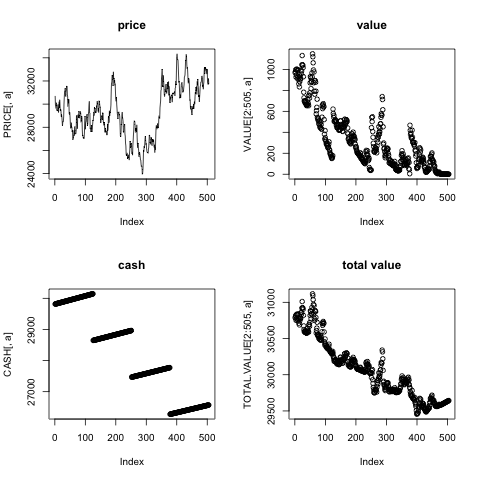 price
PRICE[, a]
24000 28000 32000
0 100 200 300 400 500
Index
value
VALUE[2:505, a]
0 200 600 1000
0 100 200 300 400 500
Index
cash
CASH[, a]
27000 29000
0 100 200 300 400 500
Index
total value
TOTAL.VALUE[2:505, a]
29500 30000 31000
0 100 200 300 400 500
Index